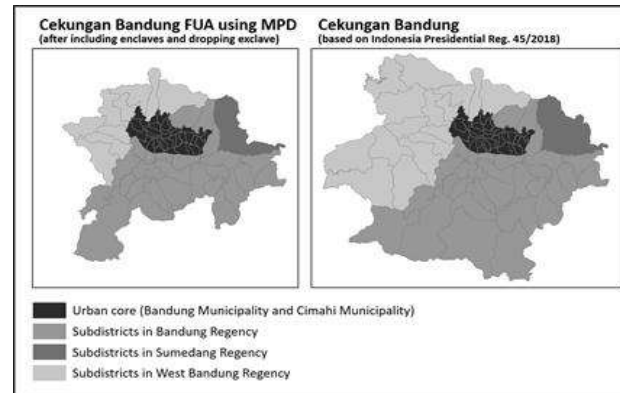 Cekungan Bandung FUA using MPD
(after including enclaves and dropping exclave)
Cekungan Bandung
(based on Indonesia Presidential Reg. 45/2018)
Urban core (Bandung Municipality and Cimahi Municipality)
Subdistricts in Bandung Regency
Subdistricts in Sumedang Regency
Subdistricts in West Bandung Regency